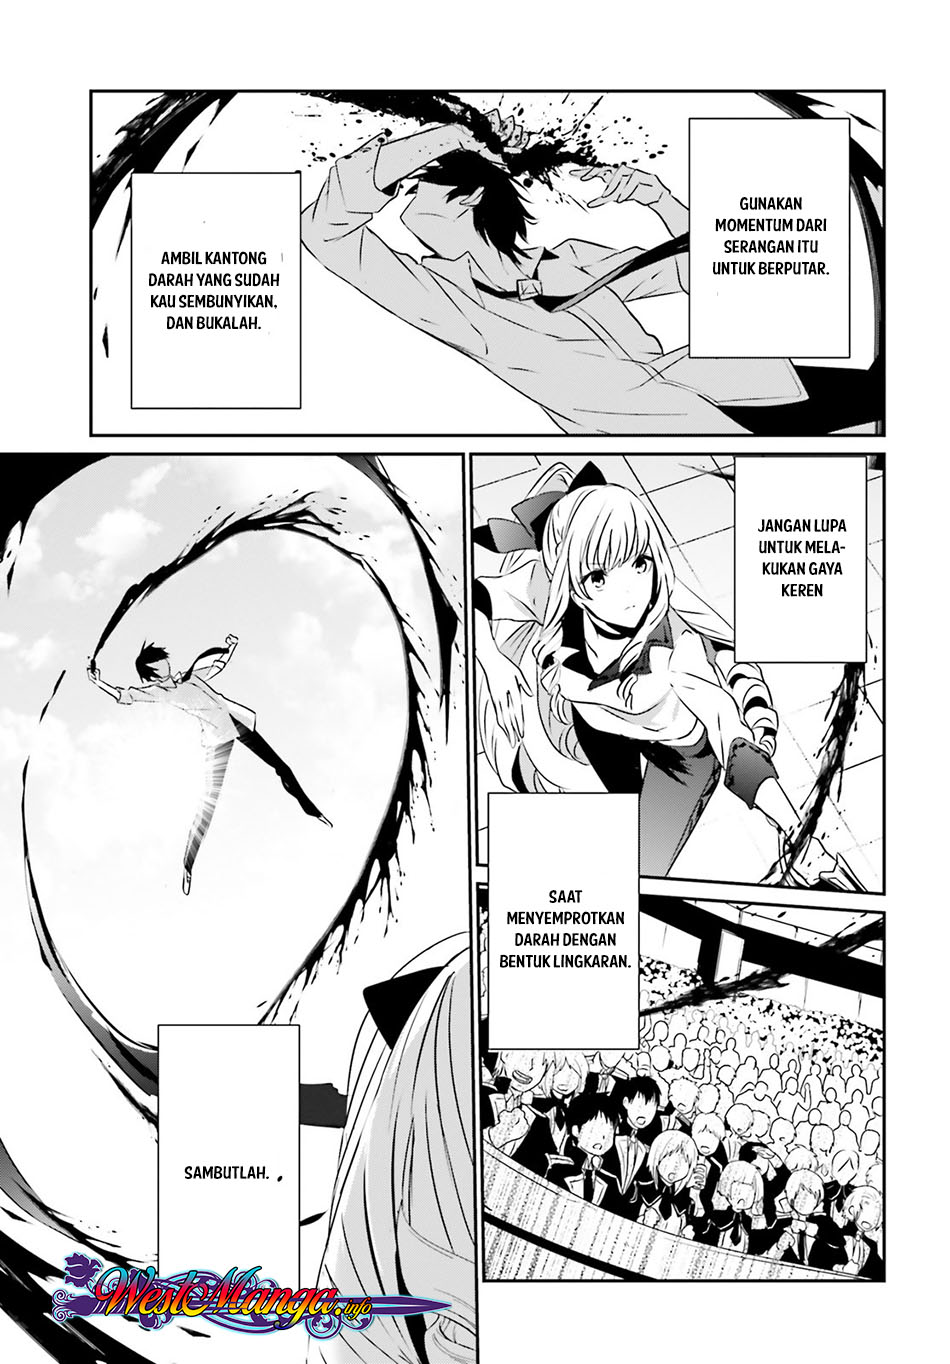 GUNAKAN
MOMENTUM DARI
SERANGAN ITU
UNTUK BERPUTAR.
AMBIL KANTONG
DARAH YANG SUDAH
KAU SEMBUNYIKAN,
DAN BUKALAH.
JANGAN LUPA
UNTUK MELA-
KUKAN GAYA
KEREN
SAAT
MENYEMPROTKAN
DARAH DENGAN
BENTUK LINGKARAN.
SAMBUTLAH.
WestManga.info